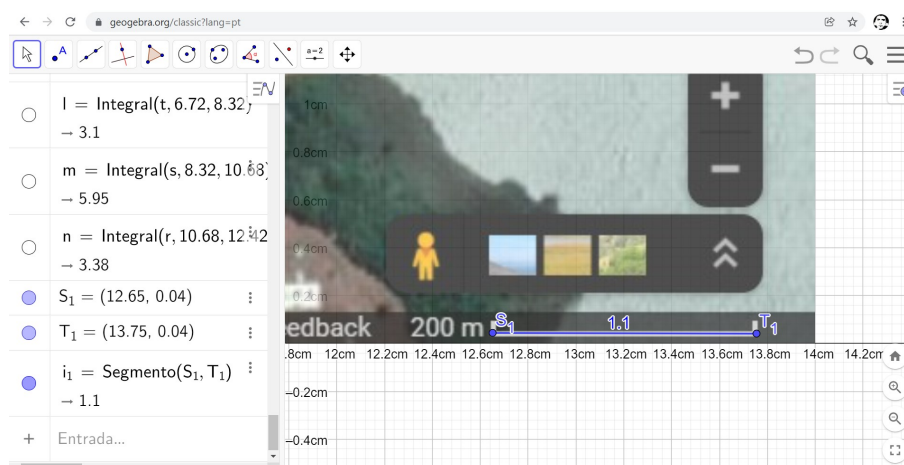 geogebra.org/classic?lang=pt
A
a=2
l = Integral(t, 6.72, 8.32)
→ 3.1
m = Integral(s, 8.32, 10.68)
→ 5.95
n = Integral(r, 10.68, 12.42
→ 3.38
S₁ = (12.65, 0.04)
T₁ = (13.75, 0.04)
i₁ = Segmento(S₁, T₁)
→ 1.1
+ Entrada...
1cm
0.8cm
0.6cm
0.4cm
0.2cm
edback 200 m S₁ 1.1 T₁
.8cm 12cm 12.2cm 12.4cm 12.6cm 12.8cm 13cm 13.2cm 13.4cm 13.6cm 13.8cm 14cm 14.2cm
–0.2cm
–0.4cm